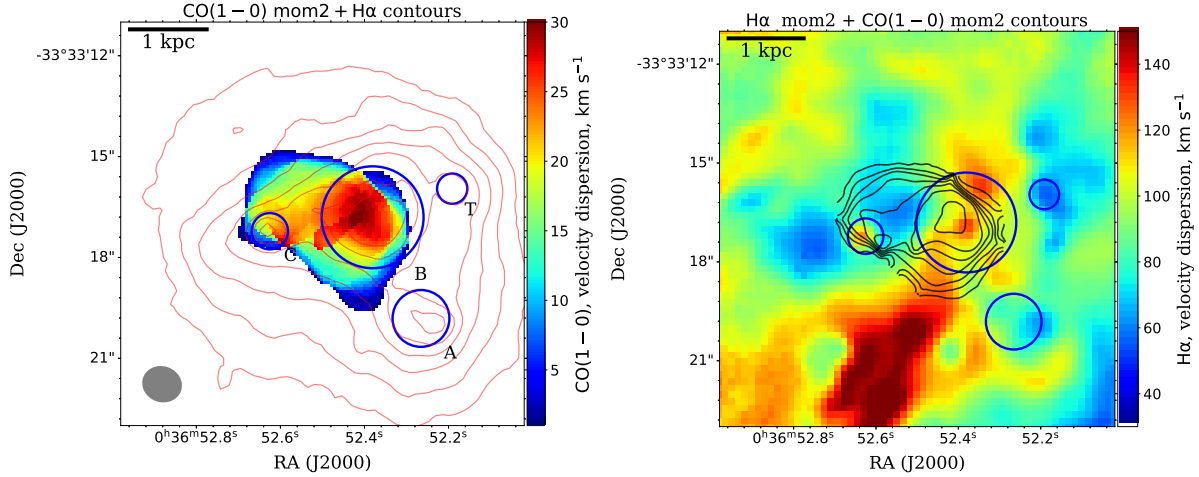 CO(1−0) mom2 + Hα contours
1 kpc
-33°33'12"
15"
18"
21"
Dec (J2000)
T
C
B
A
0ʰ36ᵐ52.8ˢ
52.6ˢ
52.4ˢ
52.2ˢ
RA (J2000)
30
25
20
15
10
5
CO(1−0), velocity dispersion, km s⁻¹
Hα mom2 + CO(1−0) mom2 contours
1 kpc
-33°33'12"
15"
18"
21"
Dec (J2000)
0ʰ36ᵐ52.8ˢ
52.6ˢ
52.4ˢ
52.2ˢ
RA (J2000)
140
120
100
80
60
40
Hα, velocity dispersion, km s⁻¹